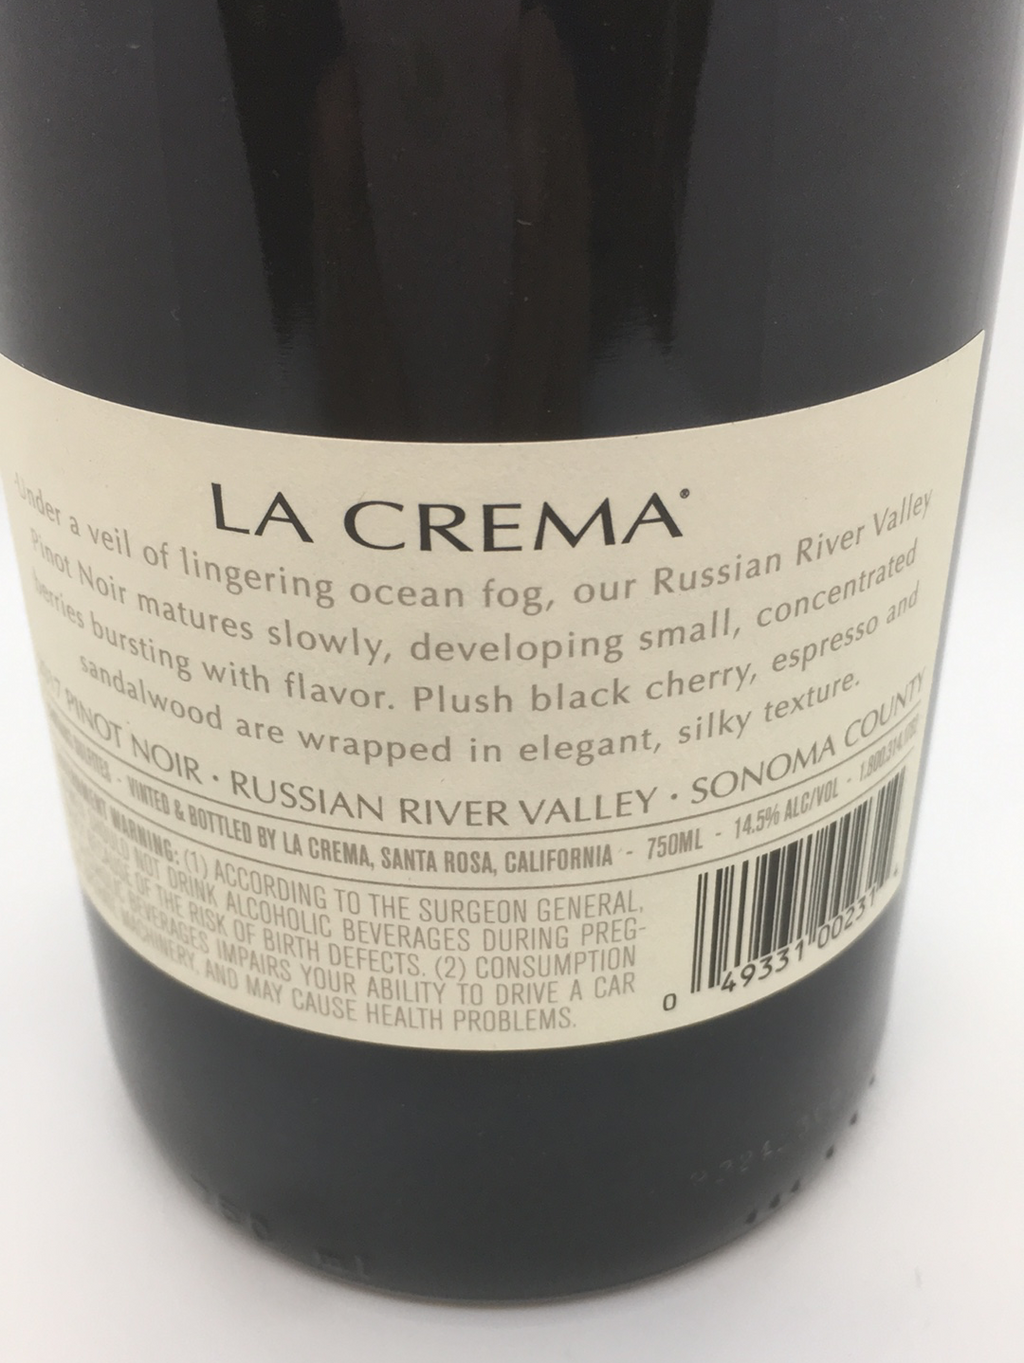 LA CREMA®
Under a veil of lingering ocean fog, our Russian River Valley
Pinot Noir matures slowly, developing small, concentrated
berries bursting with flavor. Plush black cherry, espresso and
sandalwood are wrapped in elegant, silky texture.
PINOT NOIR · RUSSIAN RIVER VALLEY · SONOMA COUNTY
- VINTED & BOTTLED BY LA CREMA, SANTA ROSA, CALIFORNIA - 750ML - 14.5% ALC/VOL -
WARNING: (1) ACCORDING TO THE SURGEON GENERAL,
SHOULD NOT DRINK ALCOHOLIC BEVERAGES DURING PREG-
OF THE RISK OF BIRTH DEFECTS. (2) CONSUMPTION
BEVERAGES IMPAIRS YOUR ABILITY TO DRIVE A CAR
MACHINERY, AND MAY CAUSE HEALTH PROBLEMS.
0 49331 00231